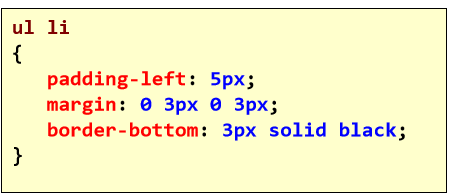 ul li
{
padding-left: 5px;
margin: 0 3px 0 3px;
border-bottom: 3px solid black;
}